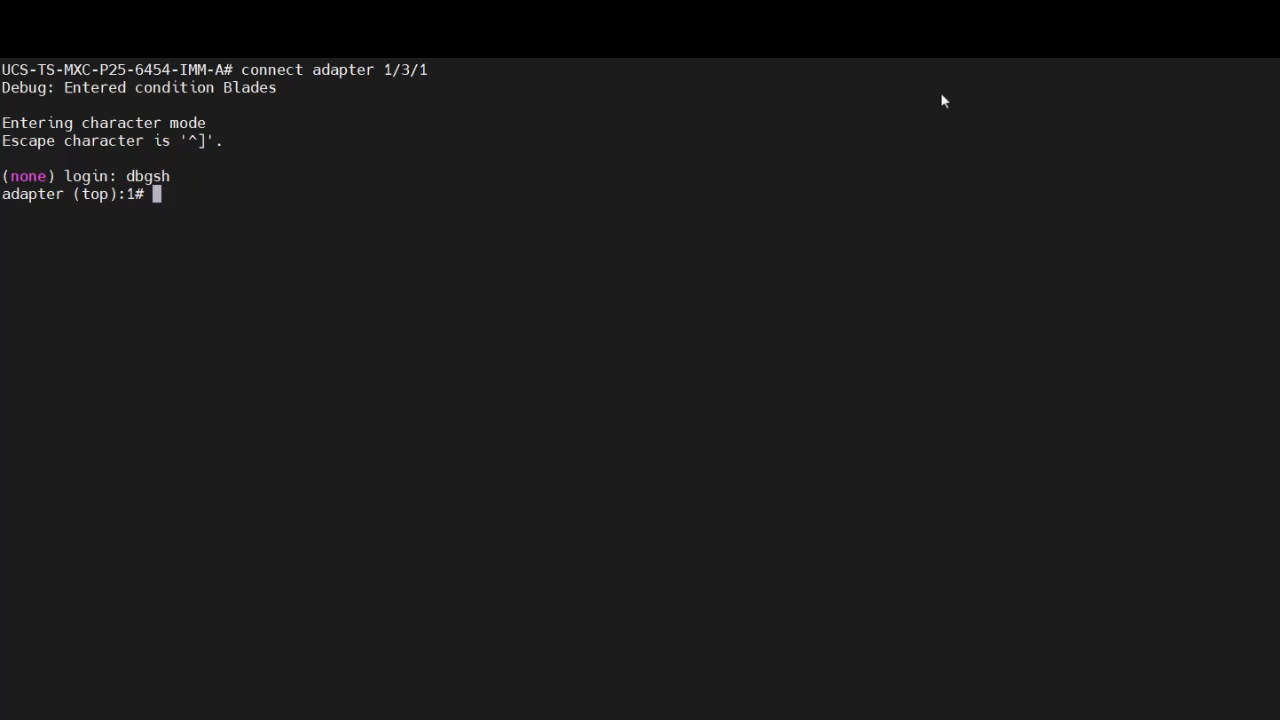 UCS-TS-MXC-P25-6454-IMM-A# connect adapter 1/3/1
Debug: Entered condition Blades
Entering character mode
Escape character is '^]'.
(none) login: dbgsh
adapter (top):1#